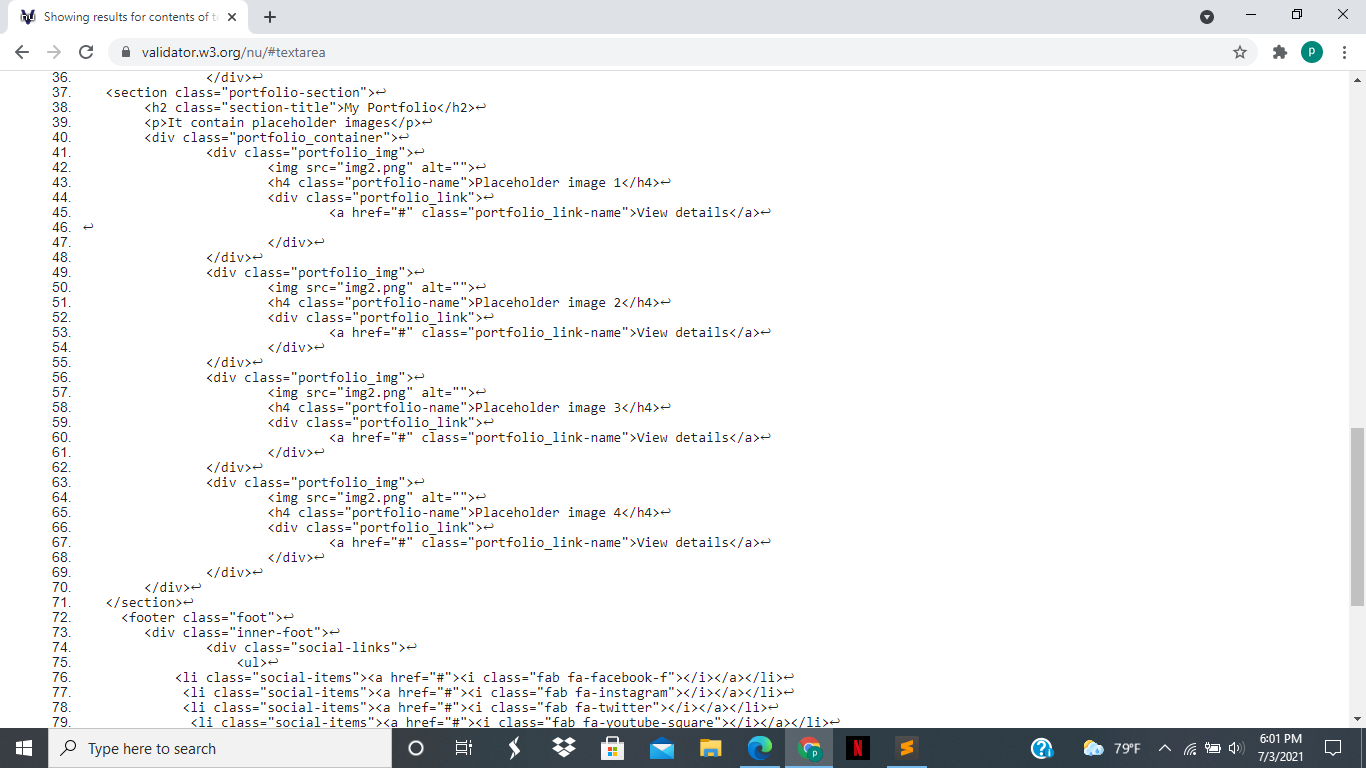 Showing results for contents of t
validator.w3.org/nu/#textarea
P
36. </div>↩
37. <section class="portfolio-section">↩
38. <h2 class="section-title">My Portfolio</h2>↩
39. <p>It contain placeholder images</p>↩
40. <div class="portfolio_container">↩
41. <div class="portfolio_img">↩
42. <img src="img2.png" alt="">↩
43. <h4 class="portfolio-name">Placeholder image 1</h4>↩
44. <div class="portfolio_link">↩
45. <a href="#" class="portfolio_link-name">View details</a>↩
46. ↩
47. </div>↩
48. </div>↩
49. <div class="portfolio_img">↩
50. <img src="img2.png" alt="">↩
51. <h4 class="portfolio-name">Placeholder image 2</h4>↩
52. <div class="portfolio_link">↩
53. <a href="#" class="portfolio_link-name">View details</a>↩
54. </div>↩
55. </div>↩
56. <div class="portfolio_img">↩
57. <img src="img2.png" alt="">↩
58. <h4 class="portfolio-name">Placeholder image 3</h4>↩
59. <div class="portfolio_link">↩
60. <a href="#" class="portfolio_link-name">View details</a>↩
61. </div>↩
62. </div>↩
63. <div class="portfolio_img">↩
64. <img src="img2.png" alt="">↩
65. <h4 class="portfolio-name">Placeholder image 4</h4>↩
66. <div class="portfolio_link">↩
67. <a href="#" class="portfolio_link-name">View details</a>↩
68. </div>↩
69. </div>↩
70. </div>↩
71. </section>↩
72. <footer class="foot">↩
73. <div class="inner-foot">↩
74. <div class="social-links">↩
75. <ul>↩
76. <li class="social-items"><a href="#"><i class="fab fa-facebook-f"></i></a></li>↩
77. <li class="social-items"><a href="#"><i class="fab fa-instagram"></i></a></li>↩
78. <li class="social-items"><a href="#"><i class="fab fa-twitter"></i></a></li>↩
79. <li class="social-items"><a href="#"><i class="fab fa-youtube-square"></i></a></li>↩
Type here to search
79°F
6:01 PM
7/3/2021